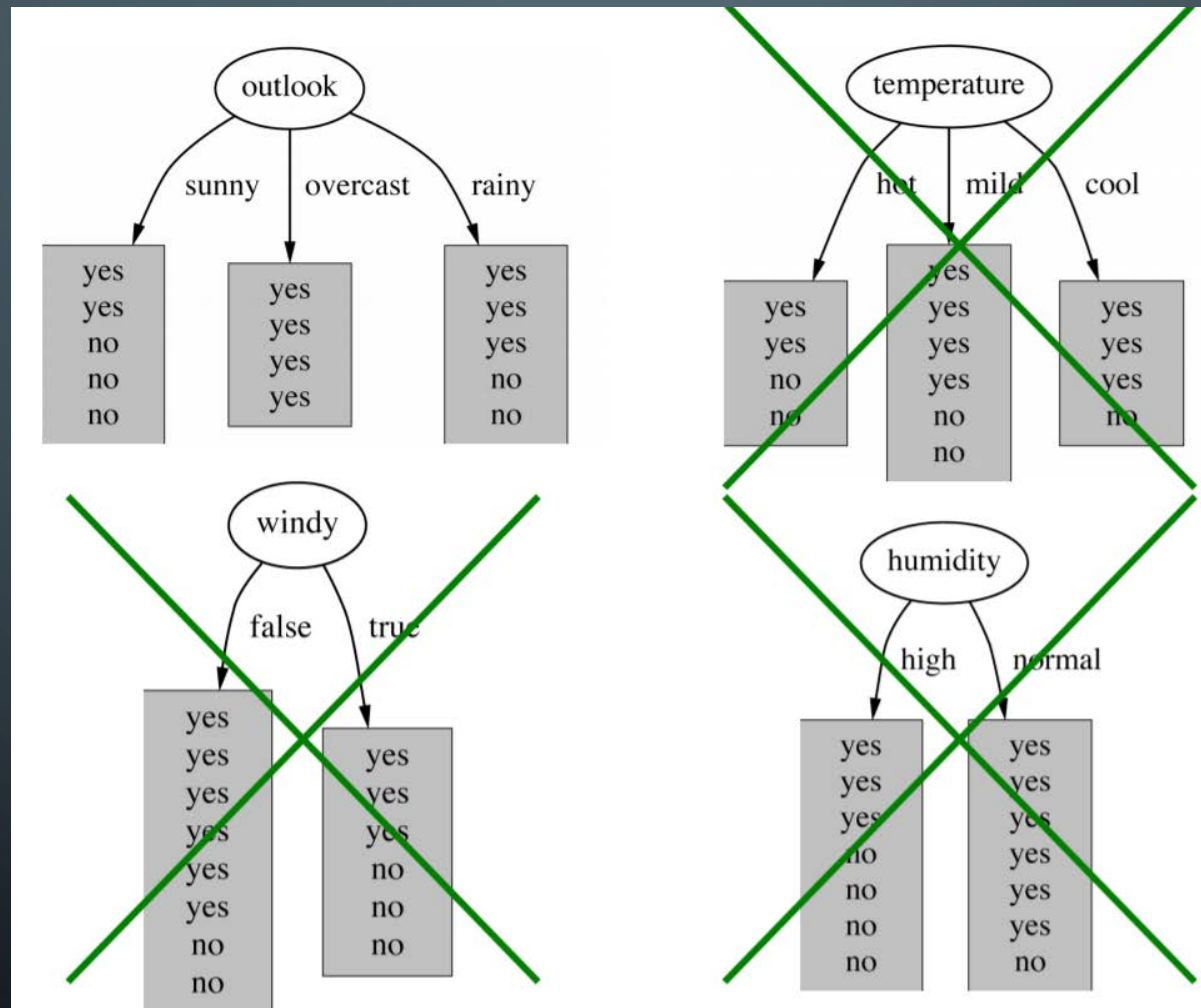 outlook
sunny overcast rainy
yes
yes
no
no
no
yes
yes
yes
yes
yes
yes
yes
no
no
temperature
hot mild cool
yes
yes
no
no
yes
yes
yes
yes
no
no
yes
yes
yes
no
windy
false true
yes
yes
yes
yes
yes
yes
no
no
yes
yes
yes
no
no
no
humidity
high normal
yes
yes
yes
no
no
no
no
yes
yes
yes
yes
yes
yes
no